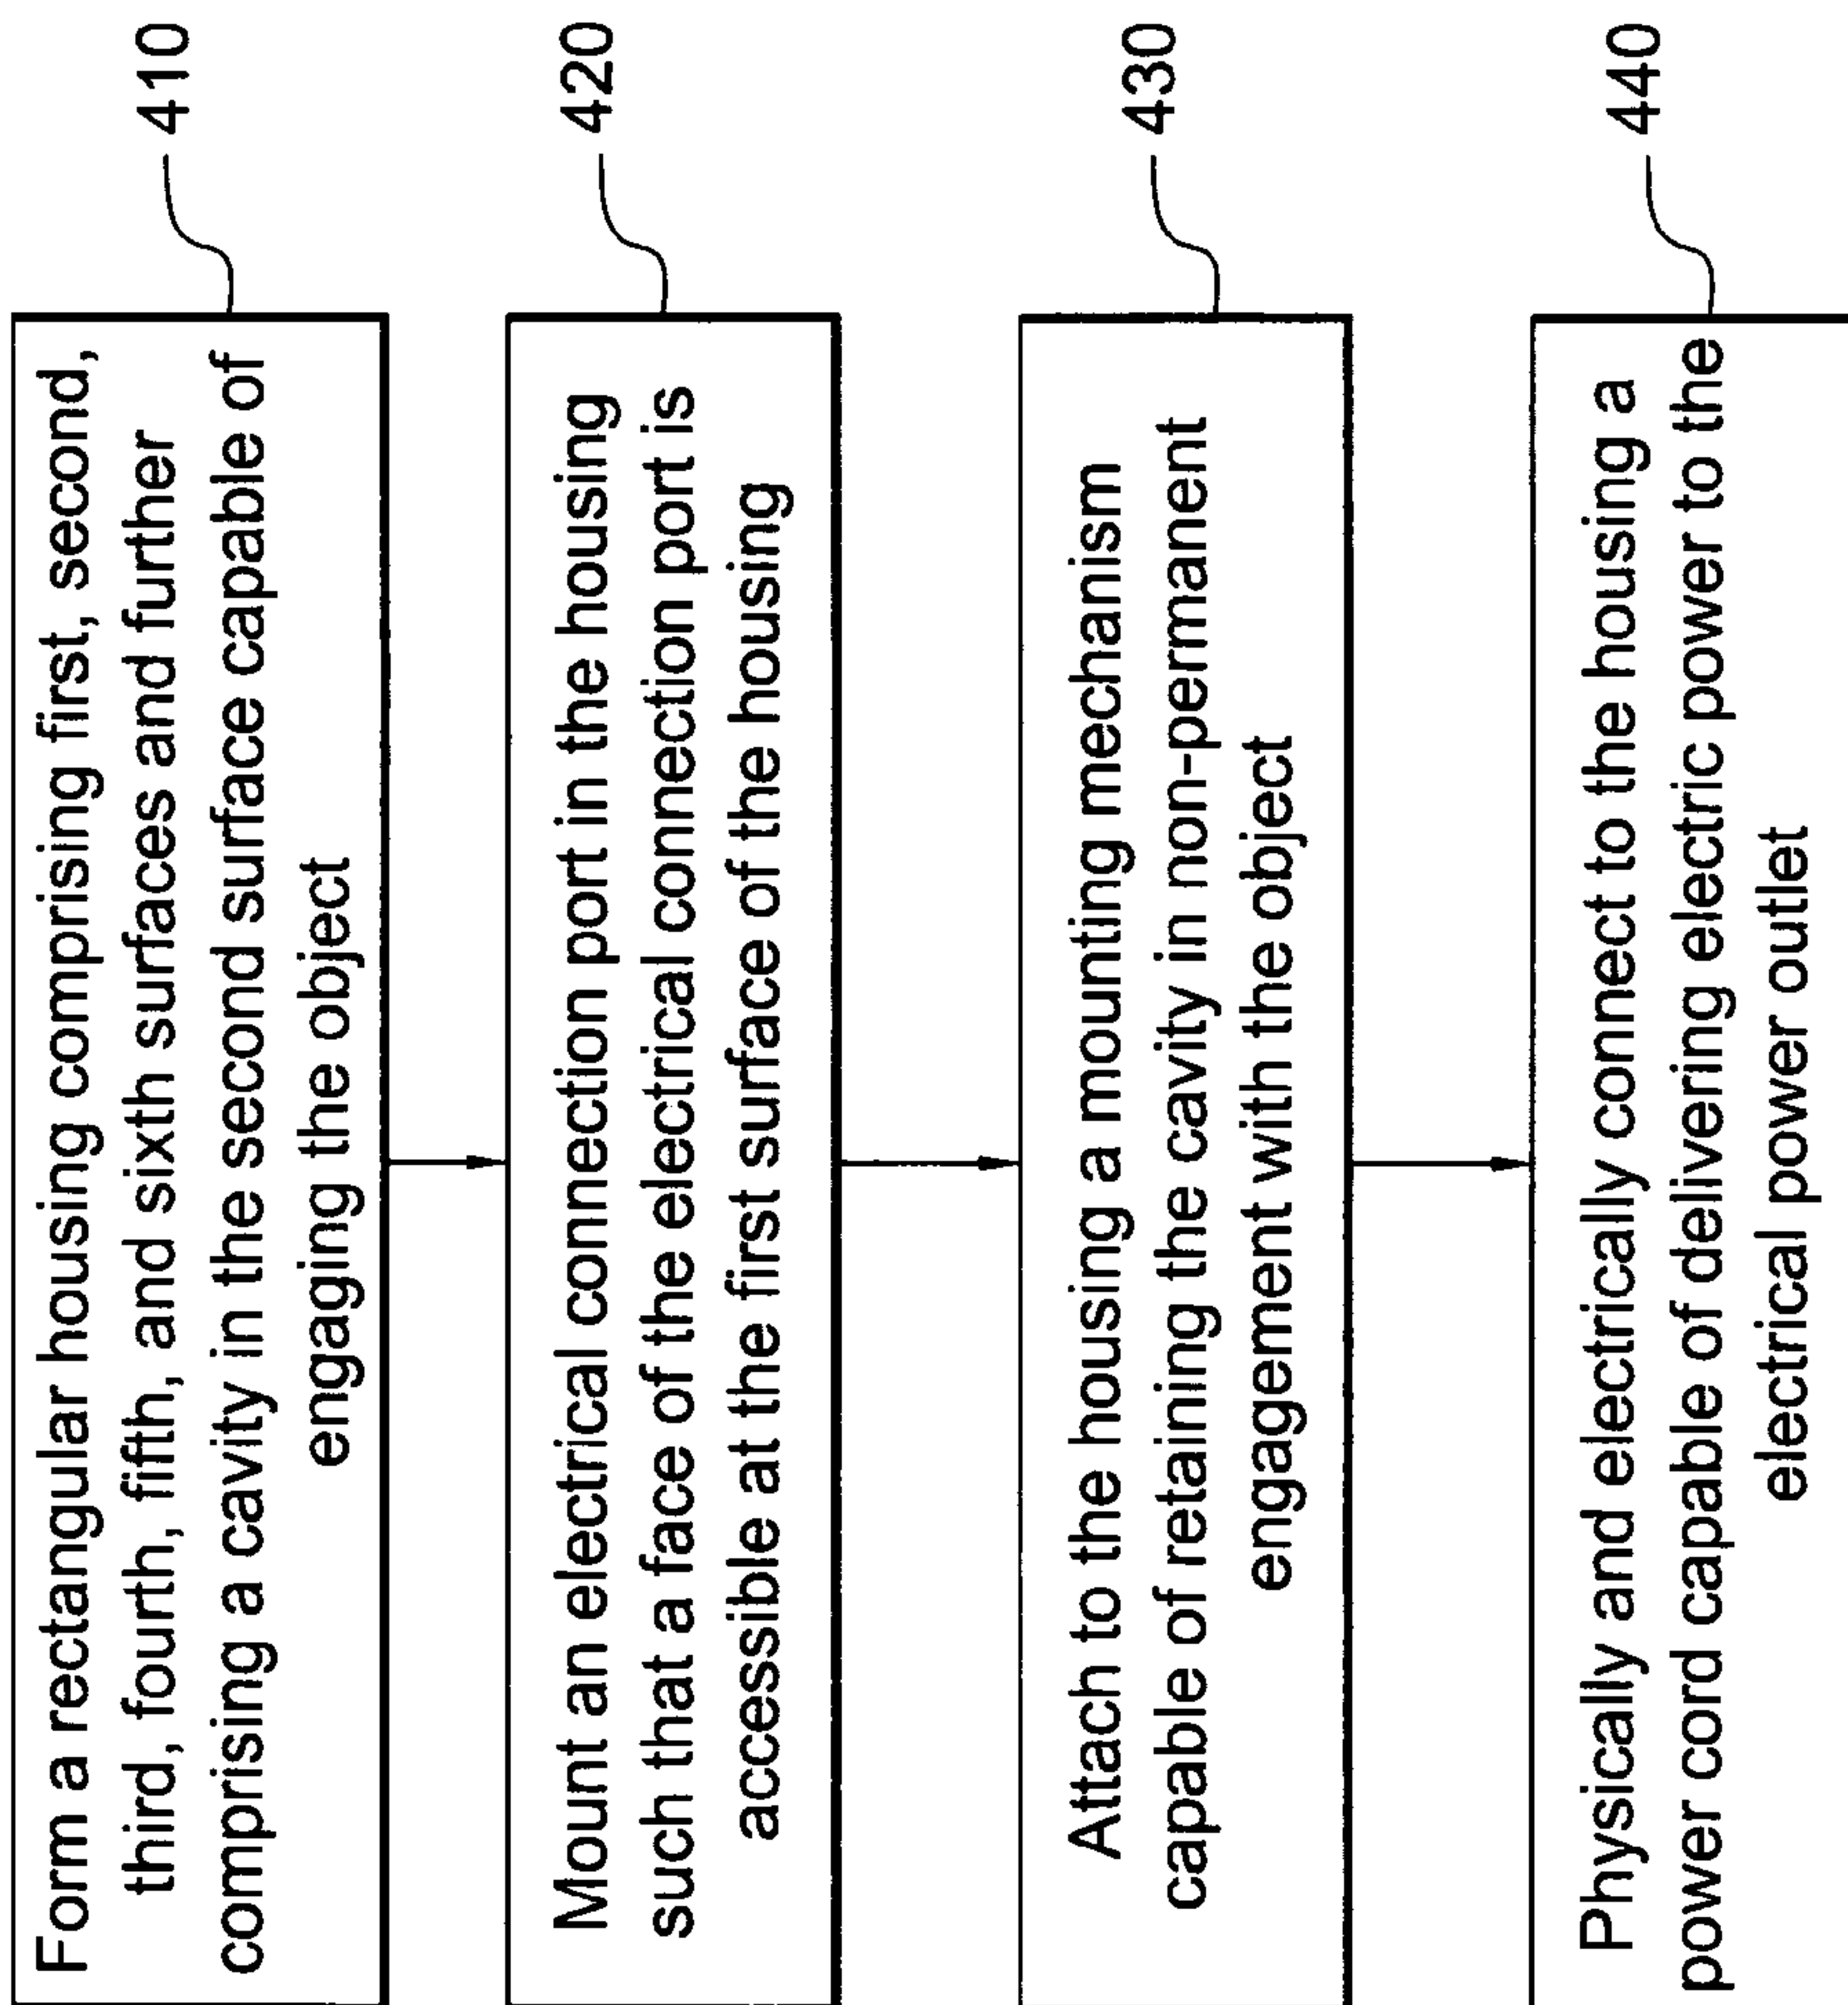 Form a rectangular housing comprising first, second,
third, fourth, fifth, and sixth surfaces and further
comprising a cavity in the second surface capable of
engaging the object
410
Mount an electrical connection port in the housing
such that a face of the electrical connection port is
accessible at the first surface of the housing
420
Attach to the housing a mounting mechanism
capable of retaining the cavity in non-permanent
engagement with the object
430
Physically and electrically connect to the housing a
power cord capable of delivering electric power to the
electrical power outlet
440